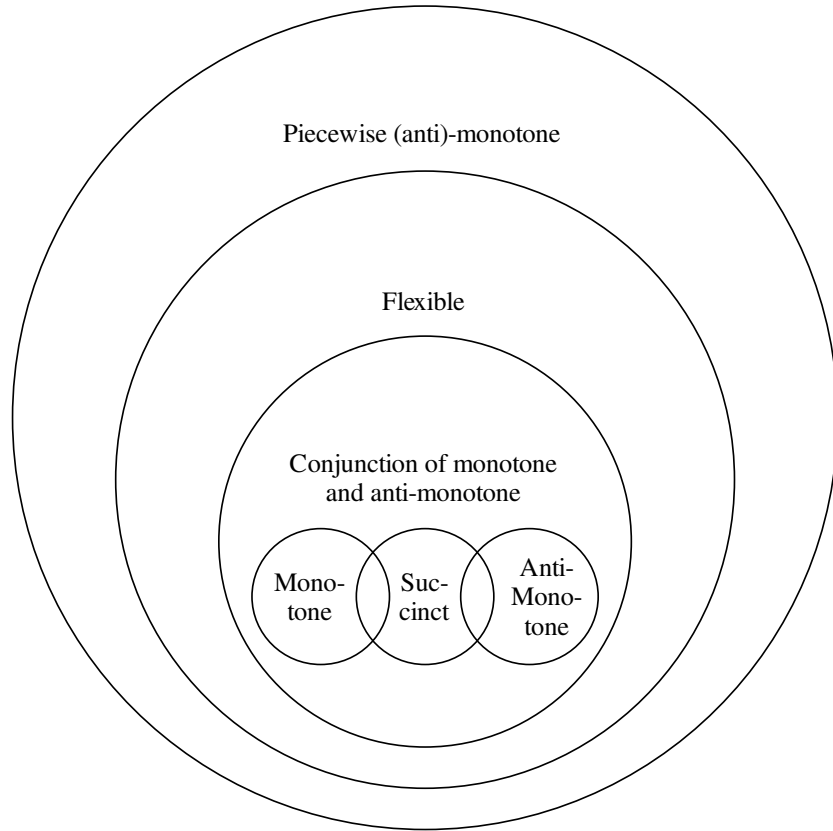 Piecewise (anti)-monotone
Flexible
Conjunction of monotone
and anti-monotone
Mono-
tone
Suc-
cinct
Anti-
Mono-
tone